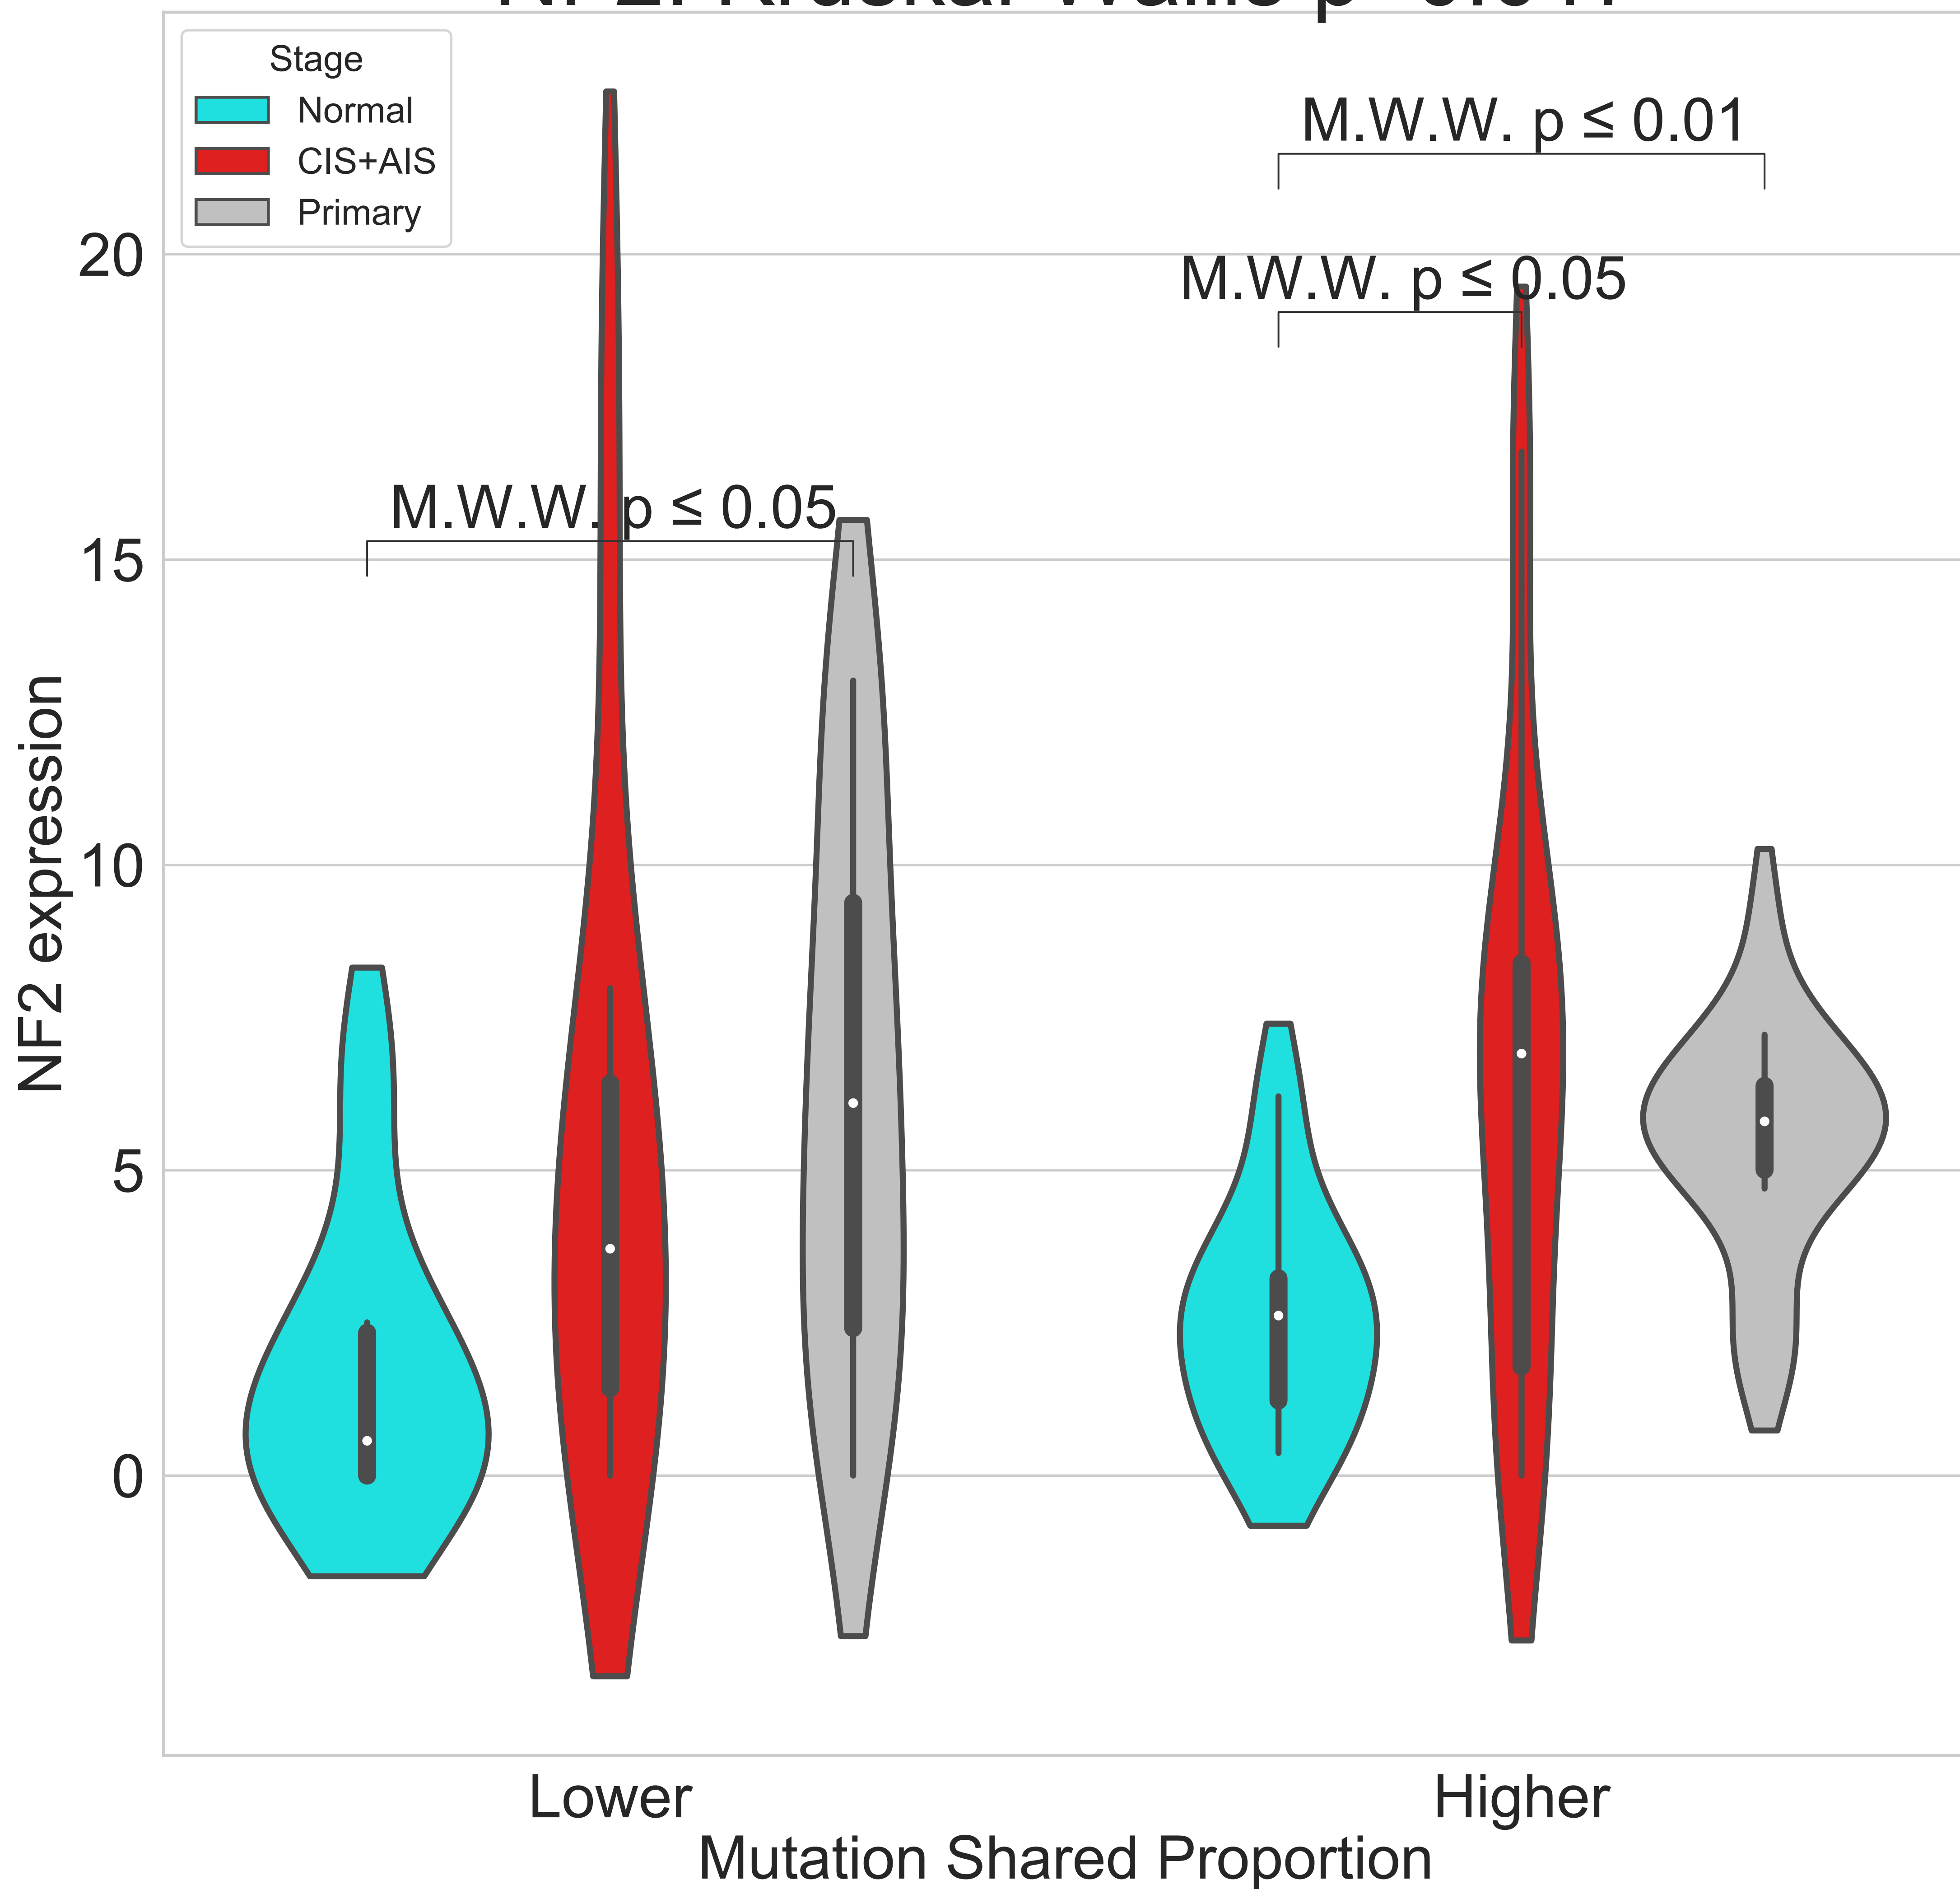 Stage
Normal
CIS+AIS
Primary
M.W.W. p ≤ 0.01
M.W.W. p ≤ 0.05
M.W.W. p ≤ 0.05
20
15
10
5
0
NF2 expression
Lower
Higher
Mutation Shared Proportion